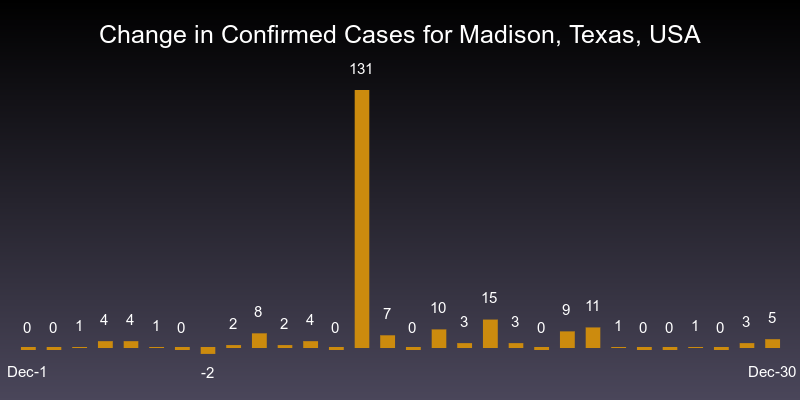 Change in Confirmed Cases for Madison, Texas, USA
131
0 0 1 4 4 1 0 2 8 2 4 0 7 0 10 3 15 3 0 9 11 1 0 0 1 0 3 5
Dec-1 -2 Dec-30